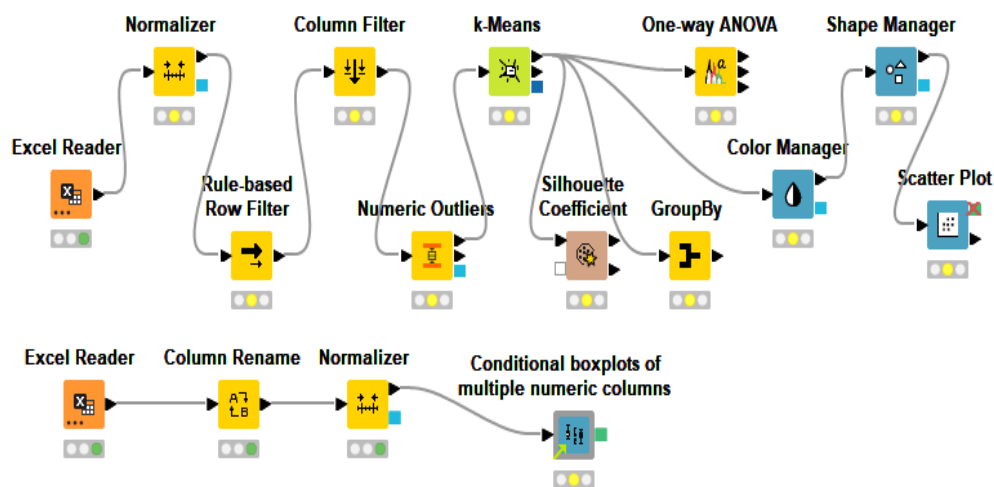 Normalizer
Column Filter
k-Means
One-way ANOVA
Shape Manager
Excel Reader
Rule-based
Row Filter
Numeric Outliers
Silhouette
Coefficient
GroupBy
Color Manager
Scatter Plot
Excel Reader
Column Rename
Normalizer
Conditional boxplots of
multiple numeric columns